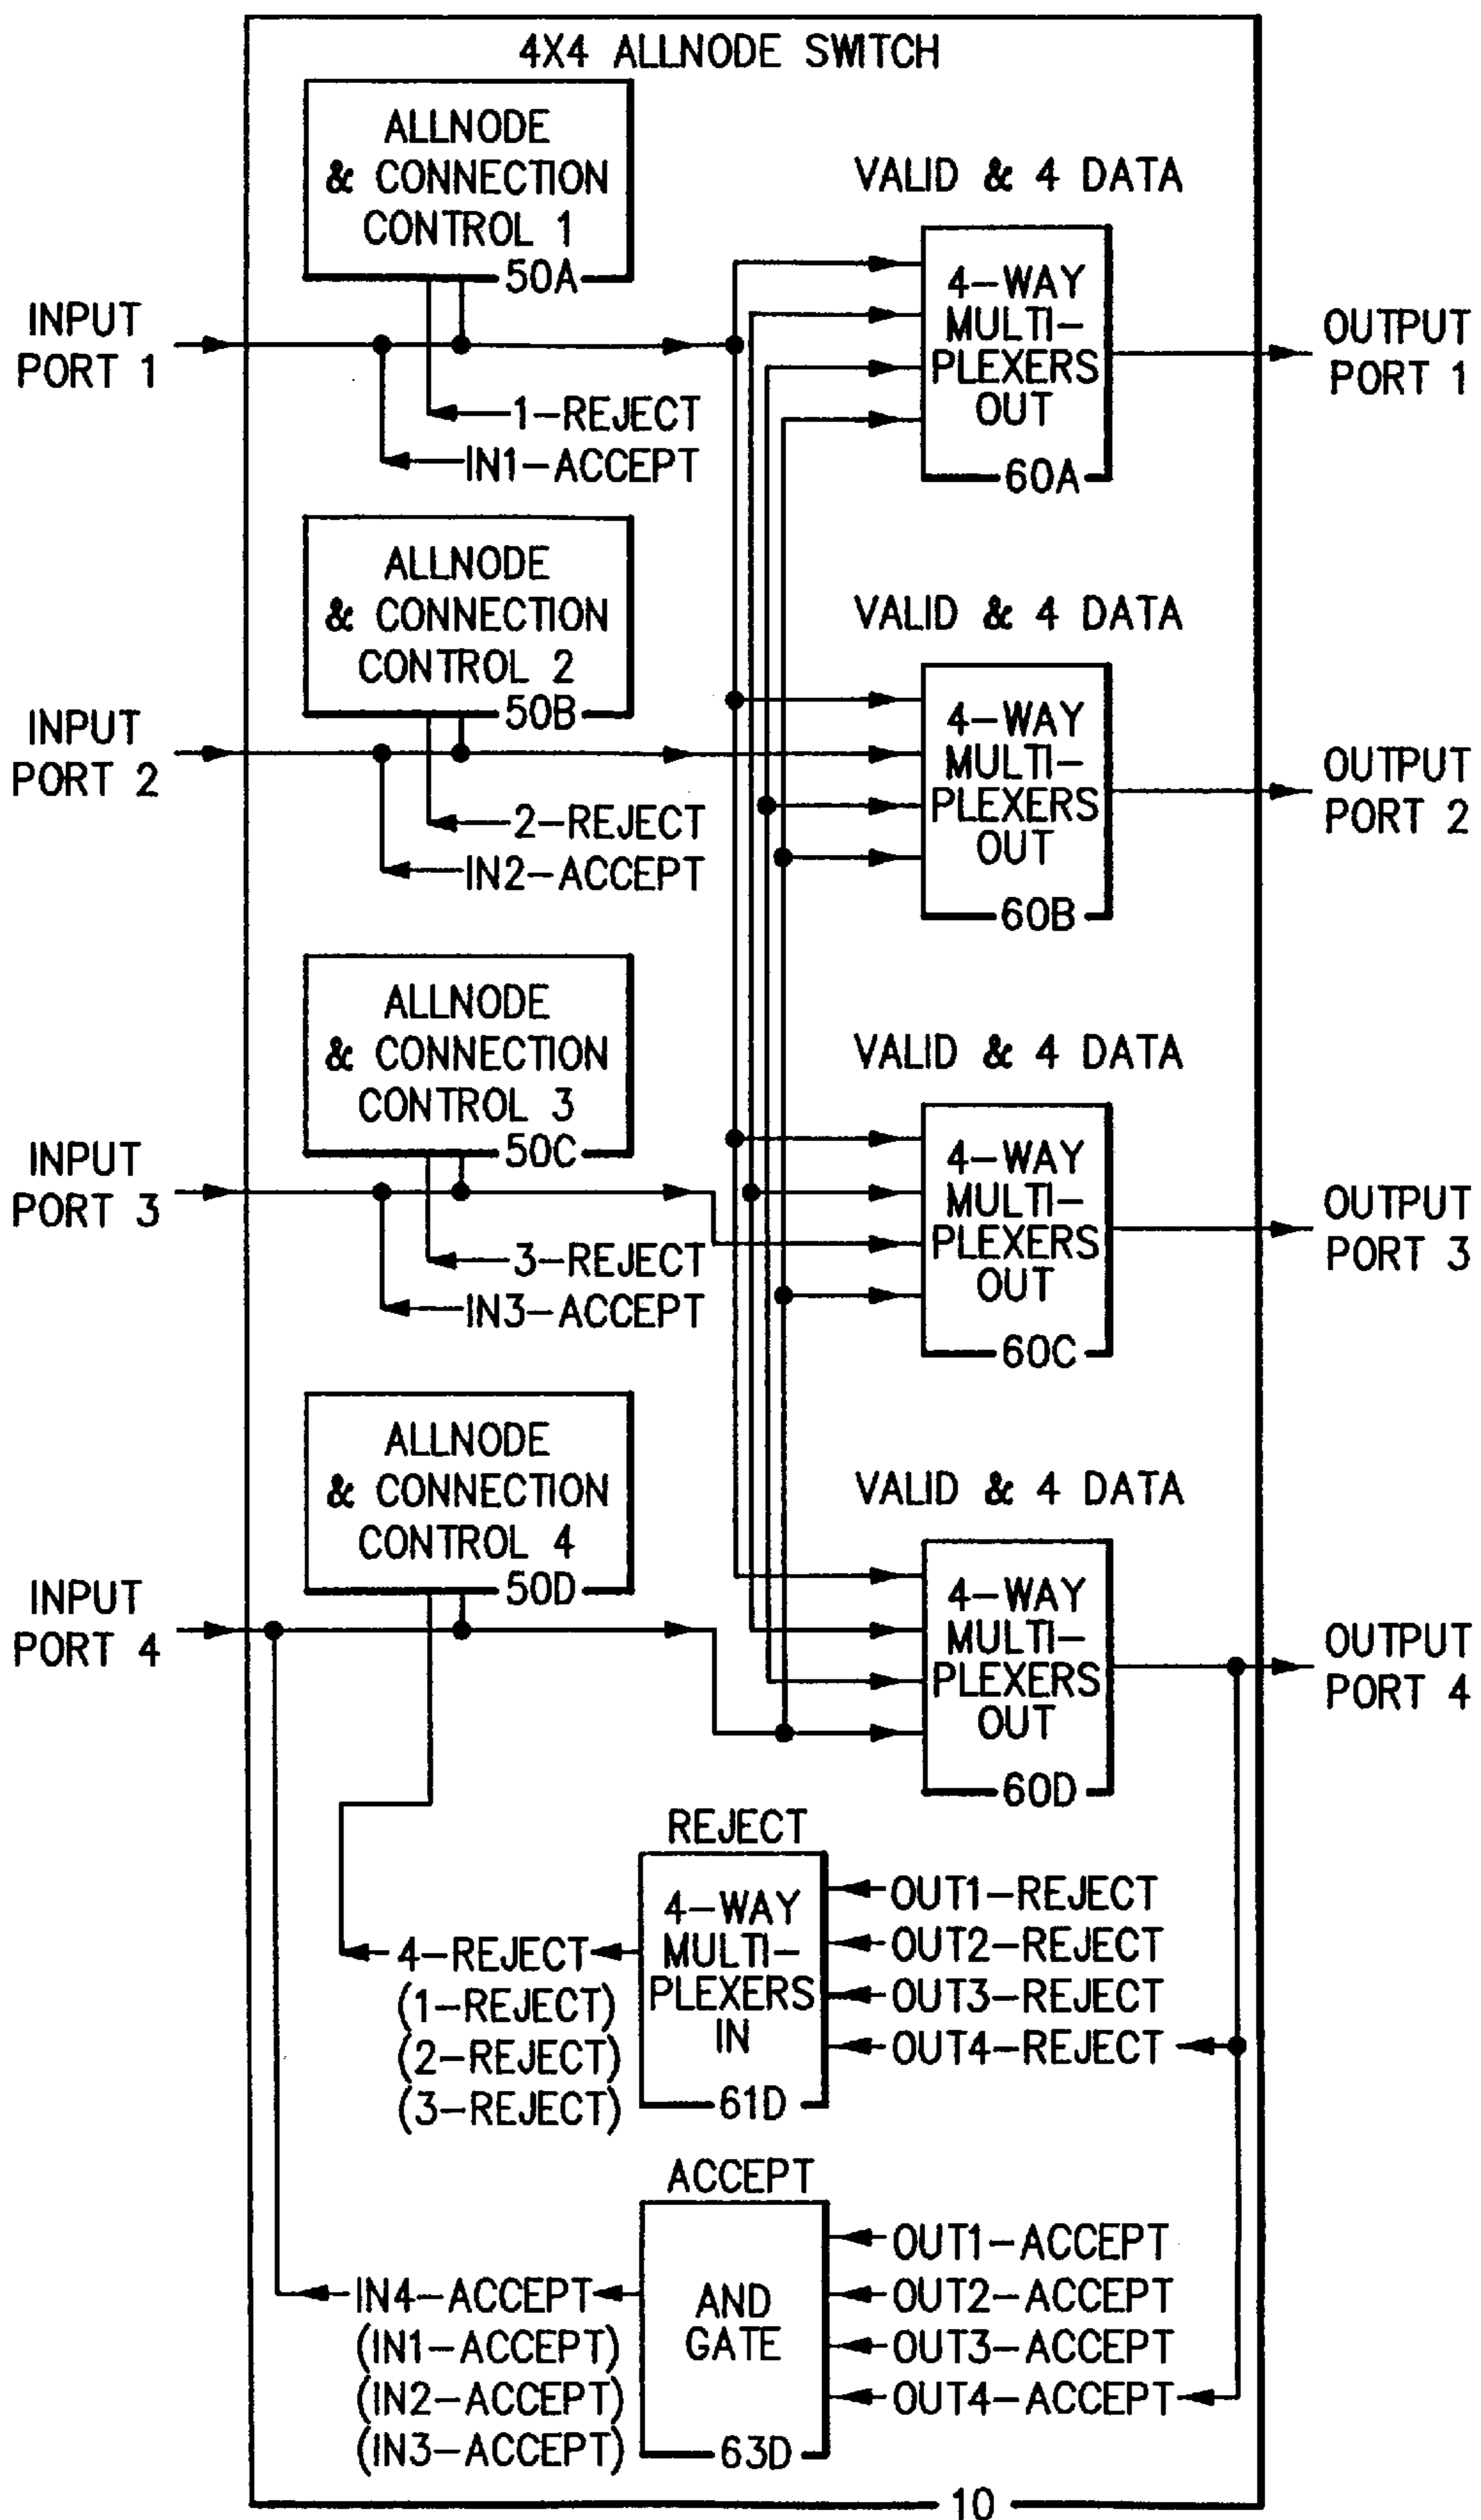 4X4 ALLNODE SWITCH
ALLNODE
& CONNECTION
CONTROL 1
50A
VALID & 4 DATA
4-WAY
MULTI-
PLEXERS
OUT
60A
INPUT
PORT 1
OUTPUT
PORT 1
1-REJECT
IN1-ACCEPT
ALLNODE
& CONNECTION
CONTROL 2
50B
VALID & 4 DATA
4-WAY
MULTI-
PLEXERS
OUT
60B
INPUT
PORT 2
OUTPUT
PORT 2
2-REJECT
IN2-ACCEPT
ALLNODE
& CONNECTION
CONTROL 3
50C
VALID & 4 DATA
4-WAY
MULTI-
PLEXERS
OUT
60C
INPUT
PORT 3
OUTPUT
PORT 3
3-REJECT
IN3-ACCEPT
ALLNODE
& CONNECTION
CONTROL 4
50D
VALID & 4 DATA
4-WAY
MULTI-
PLEXERS
OUT
60D
INPUT
PORT 4
OUTPUT
PORT 4
REJECT
4-WAY
MULTI-
PLEXERS
IN
61D
OUT1-REJECT
OUT2-REJECT
OUT3-REJECT
OUT4-REJECT
4-REJECT
(1-REJECT)
(2-REJECT)
(3-REJECT)
ACCEPT
AND
GATE
63D
OUT1-ACCEPT
OUT2-ACCEPT
OUT3-ACCEPT
OUT4-ACCEPT
IN4-ACCEPT
(IN1-ACCEPT)
(IN2-ACCEPT)
(IN3-ACCEPT)
10